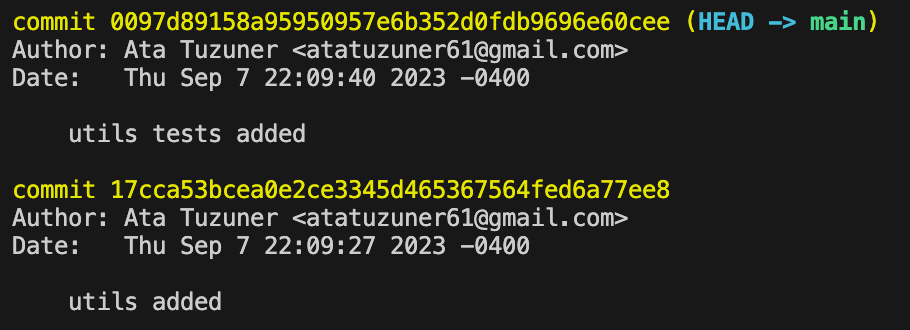 commit 0097d89158a95950957e6b352d0fdb9696e60cee (HEAD -> main)
Author: Ata Tuzuner <atatuzuner61@gmail.com>
Date:   Thu Sep 7 22:09:40 2023 -0400
    utils tests added
commit 17cca53bcea0e2ce3345d465367564fed6a77ee8
Author: Ata Tuzuner <atatuzuner61@gmail.com>
Date:   Thu Sep 7 22:09:27 2023 -0400
    utils added